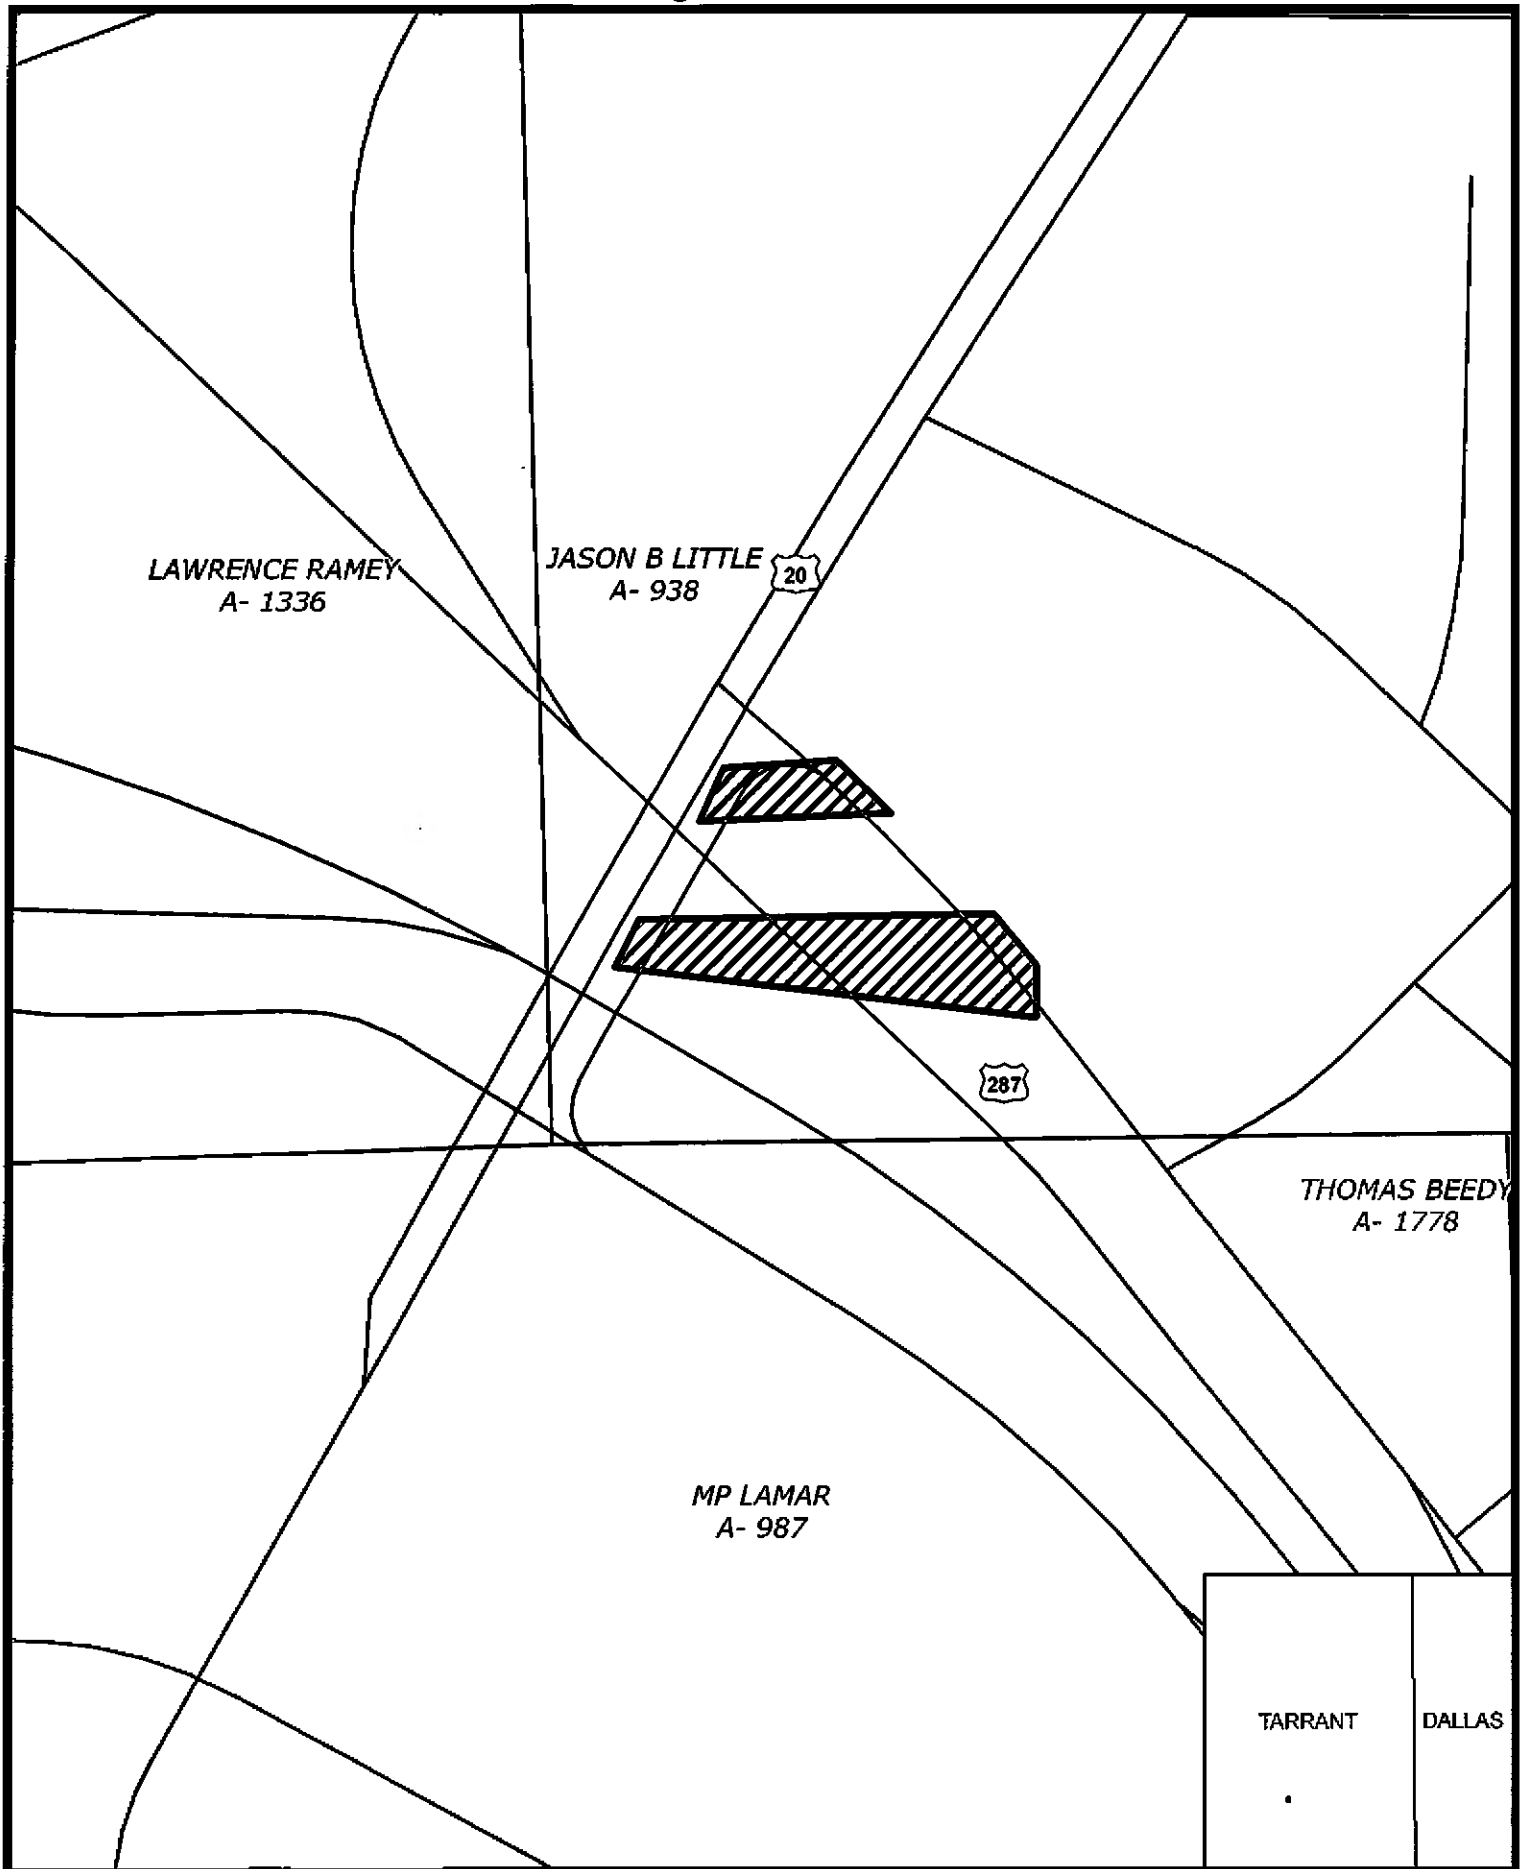 LAWRENCE RAMEY
A- 1336
JASON B LITTLE
A- 938
20
287
THOMAS BEEDY
A- 1778
MP LAMAR
A- 987
TARRANT
DALLAS